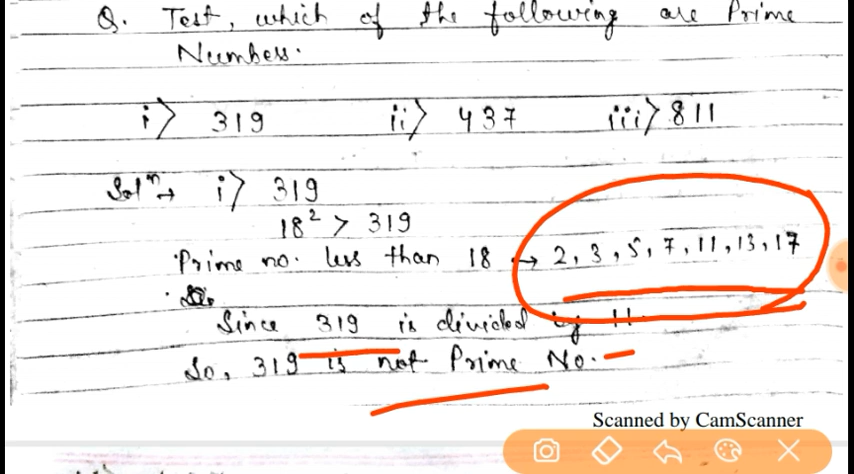 Q. Test, which of the following are Prime
Numbers.
i> 319 ii> 437 iii> 811
Solⁿ→ i> 319
18² > 319
Prime no. less than 18 → 2, 3, 5, 7, 11, 13, 17
Since 319 is divided by 11
So, 319 is not Prime No.
Scanned by CamScanner